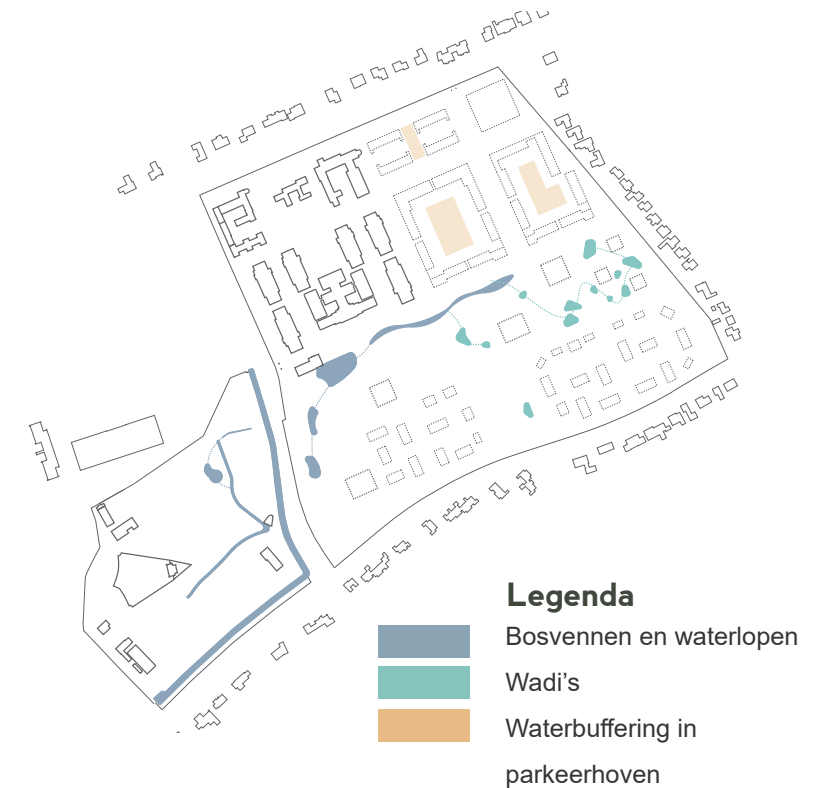 Legenda
Bosvennen en waterlopen
Wadi's
Waterbuffering in
parkeerhoven